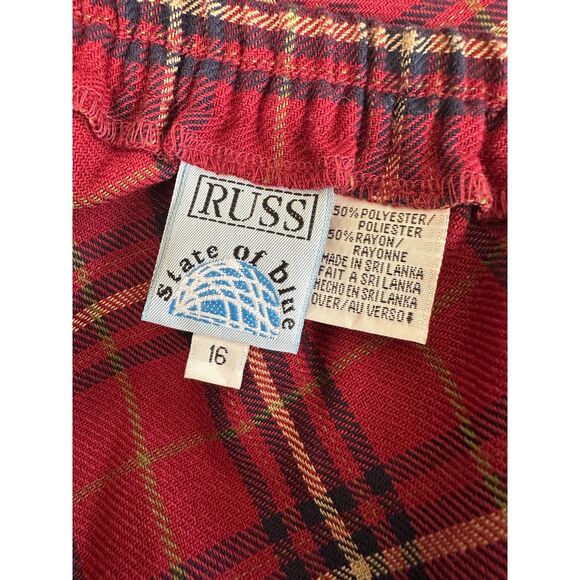 RUSS
state of blue
16
50% POLYESTER/
POLIESTER
50% RAYON/
RAYONNE
MADE IN SRI LANKA
FAIT A SRI LANKA
HECHO EN SRI LANKA
OVER/AU VERSO